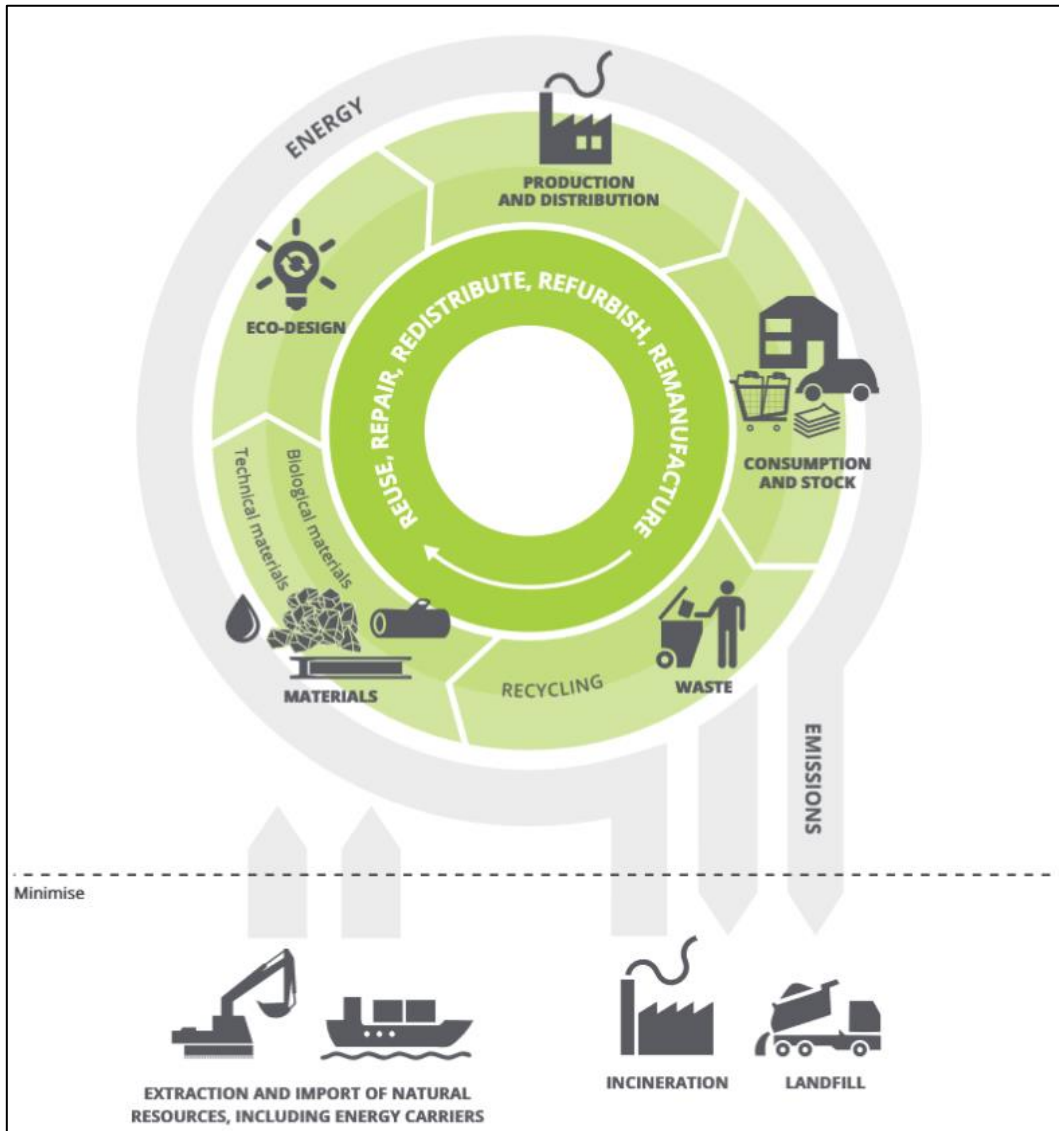 ENERGY
PRODUCTION
AND DISTRIBUTION
ECO-DESIGN
REUSE, REPAIR, REDISTRIBUTE, REFURBISH, REMANUFACTURE
CONSUMPTION
AND STOCK
Technical materials
Biological materials
MATERIALS
RECYCLING
WASTE
EMISSIONS
Minimise
EXTRACTION AND IMPORT OF NATURAL
RESOURCES, INCLUDING ENERGY CARRIERS
INCINERATION
LANDFILL